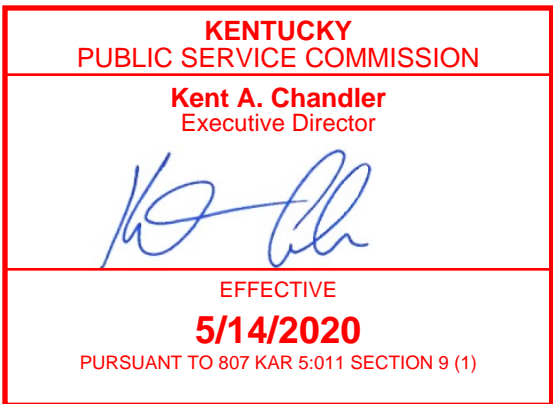 KENTUCKY
PUBLIC SERVICE COMMISSION
Kent A. Chandler
Executive Director
EFFECTIVE
5/14/2020
PURSUANT TO 807 KAR 5:011 SECTION 9 (1)